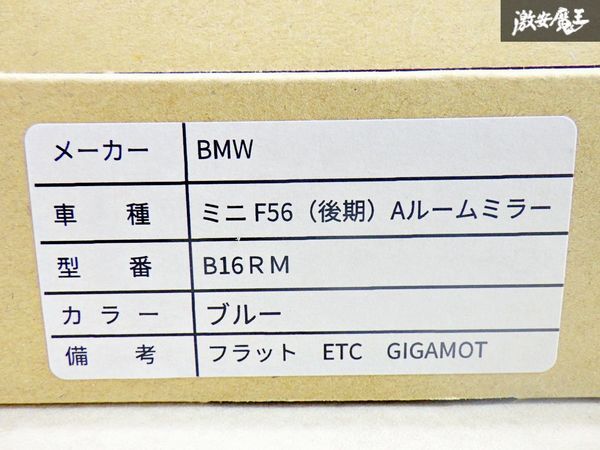 激安魔王
メーカー BMW
車 種 ミニ F56（後期）Aルームミラー
型 番 B16RM
カラー ブルー
備 考 フラット ETC GIGAMOT